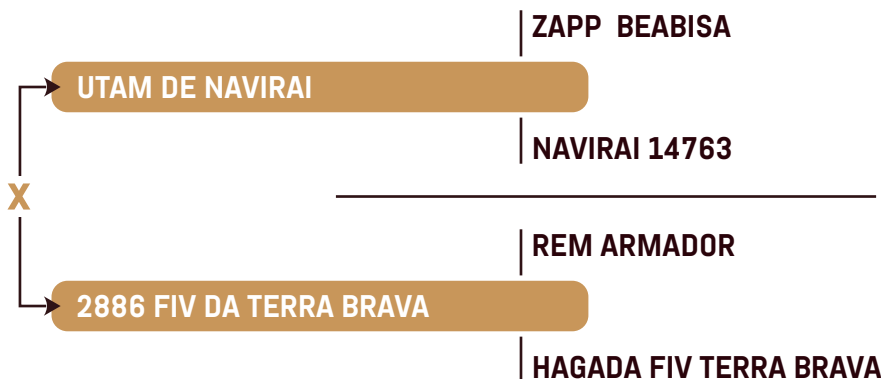 ZAPP BEABISA
UTAM DE NAVIRAI
NAVIRAI 14763
X
REM ARMADOR
2886 FIV DA TERRA BRAVA
HAGADA FIV TERRA BRAVA